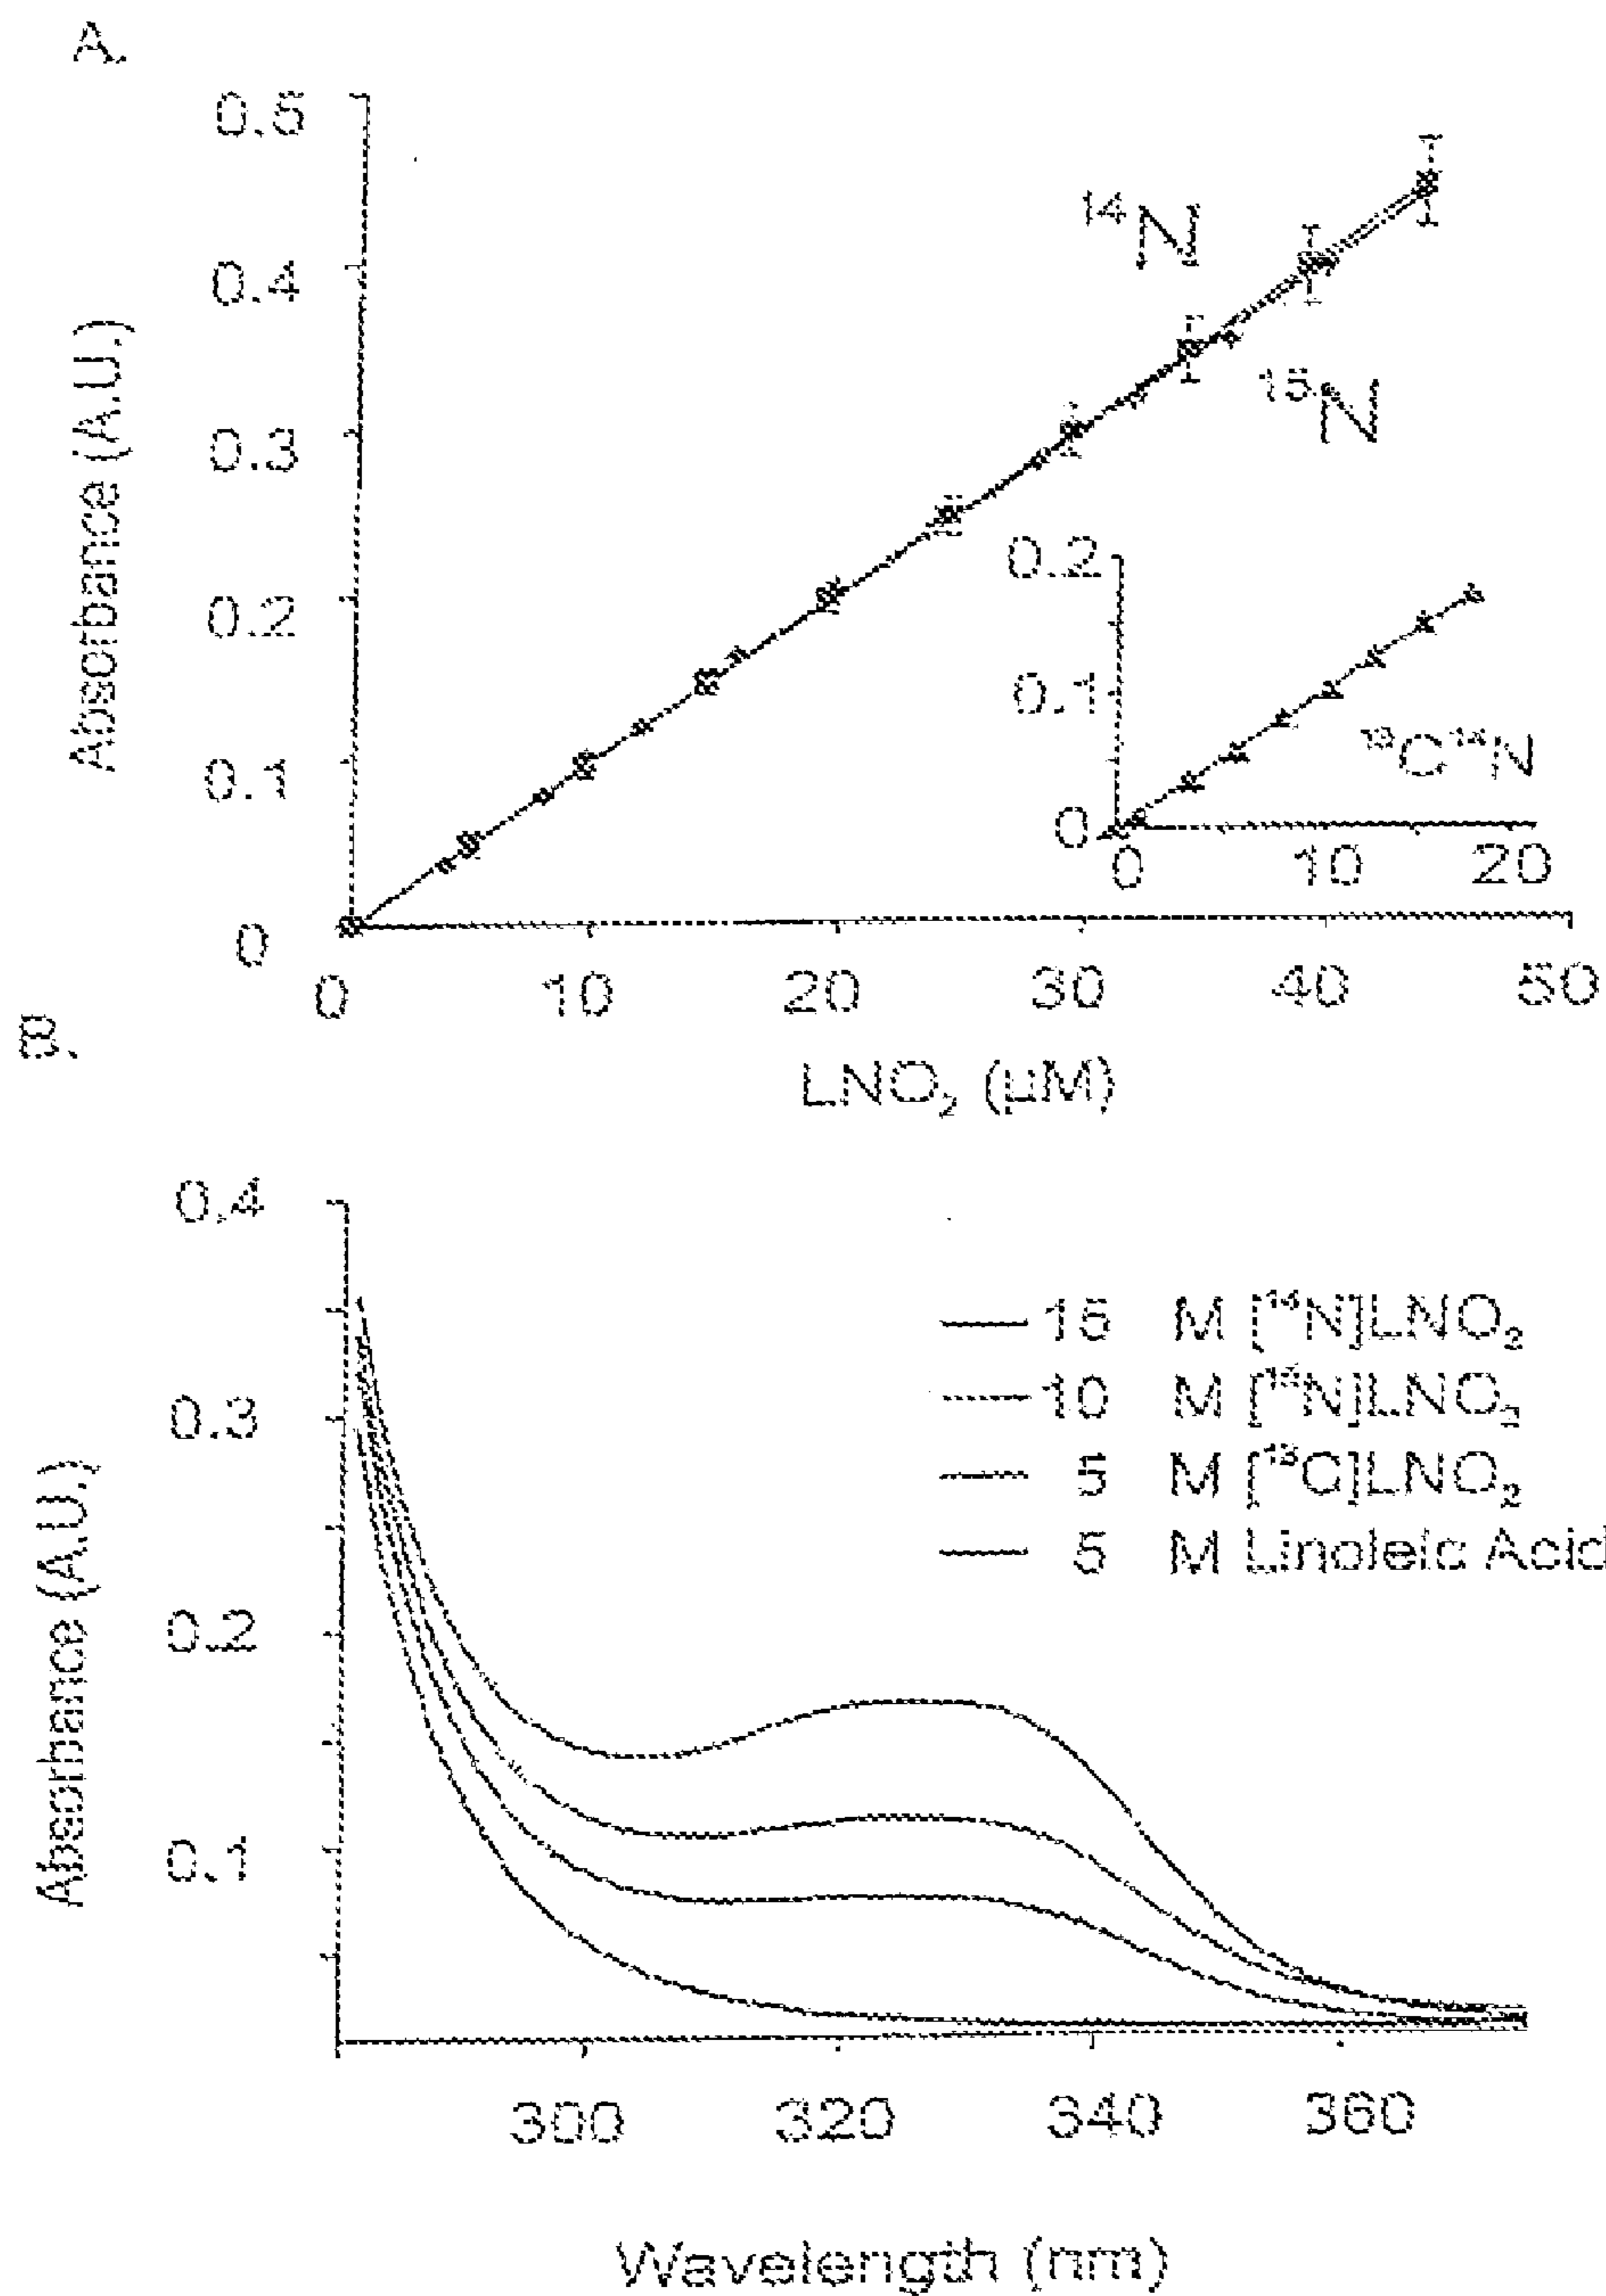 A.
0.5
0.4
0.3
0.2
0.1
0
Absorbance (A.U.)
¹⁴N
¹⁵N
0.2
0.1
0
¹³C¹⁴N
0 10 20
0 10 20 30 40 50
LNO₂ (µM)
B.
0.4
0.3
0.2
0.1
Absorbance (A.U.)
15 M [¹⁴N]LNO₂
10 M [¹⁵N]LNO₂
5 M [¹³C]LNO₂
5 M Linoleic Acid
300 320 340 360
Wavelength (nm)